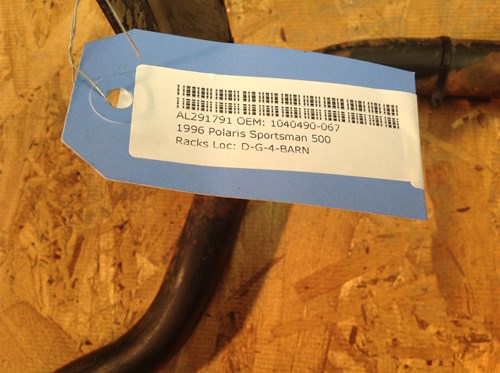 AL291791 OEM: 1040490-067
1996 Polaris Sportsman 500
Racks Loc: D-G-4-BARN